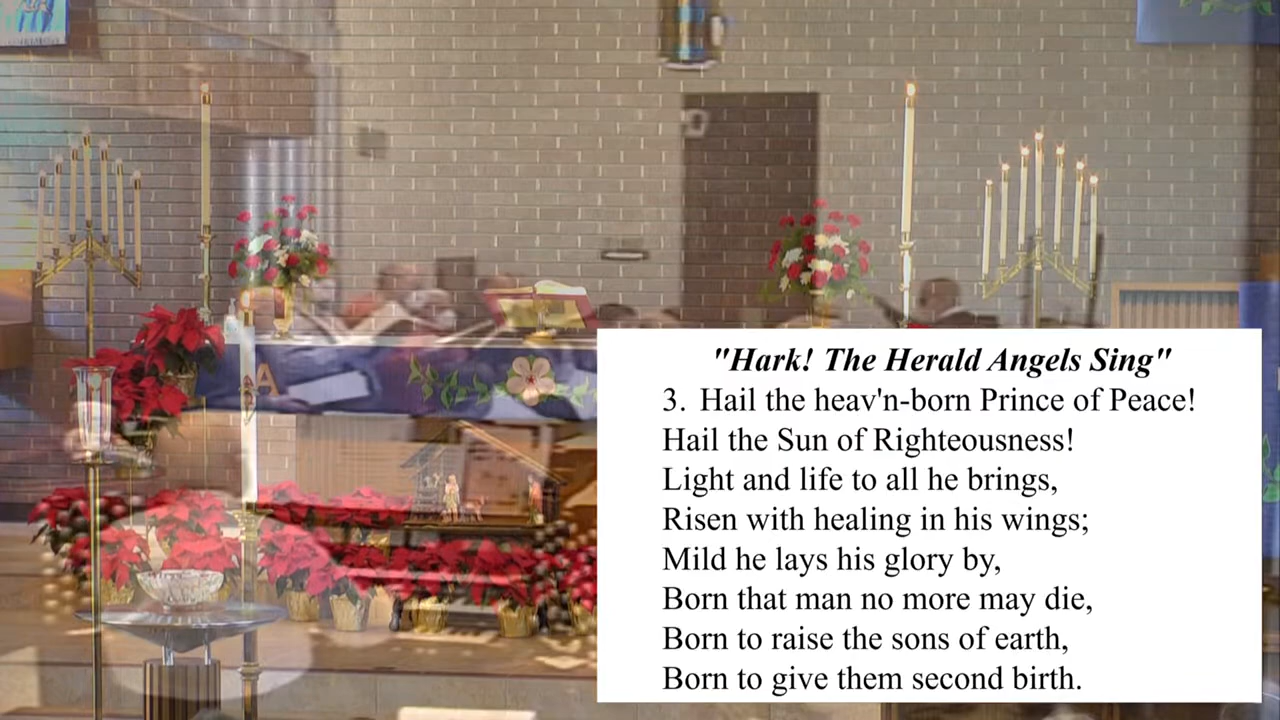 "Hark! The Herald Angels Sing"
3. Hail the heav'n-born Prince of Peace!
Hail the Sun of Righteousness!
Light and life to all he brings,
Risen with healing in his wings;
Mild he lays his glory by,
Born that man no more may die,
Born to raise the sons of earth,
Born to give them second birth.
A